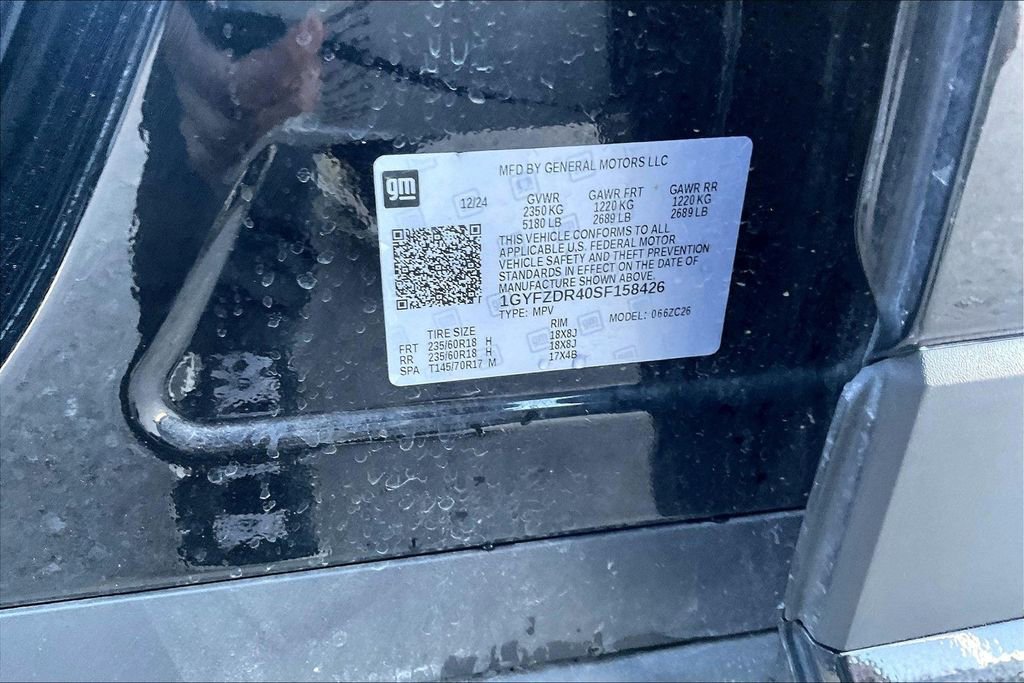 MFD BY GENERAL MOTORS LLC
gm
12/24
GVWR GAWR FRT GAWR RR
2350 KG 1220 KG 1220 KG
5180 LB 2689 LB 2689 LB
THIS VEHICLE CONFORMS TO ALL
APPLICABLE U.S. FEDERAL MOTOR
VEHICLE SAFETY AND THEFT PREVENTION
STANDARDS IN EFFECT ON THE DATE OF
MANUFACTURE SHOWN ABOVE.
1GYFZDR40SF158426
TYPE: MPV MODEL: 066ZC26
TIRE SIZE RIM
FRT 235/60R18 H 18X8J
RR 235/60R18 H 18X8J
SPA T145/70R17 M 17X4B